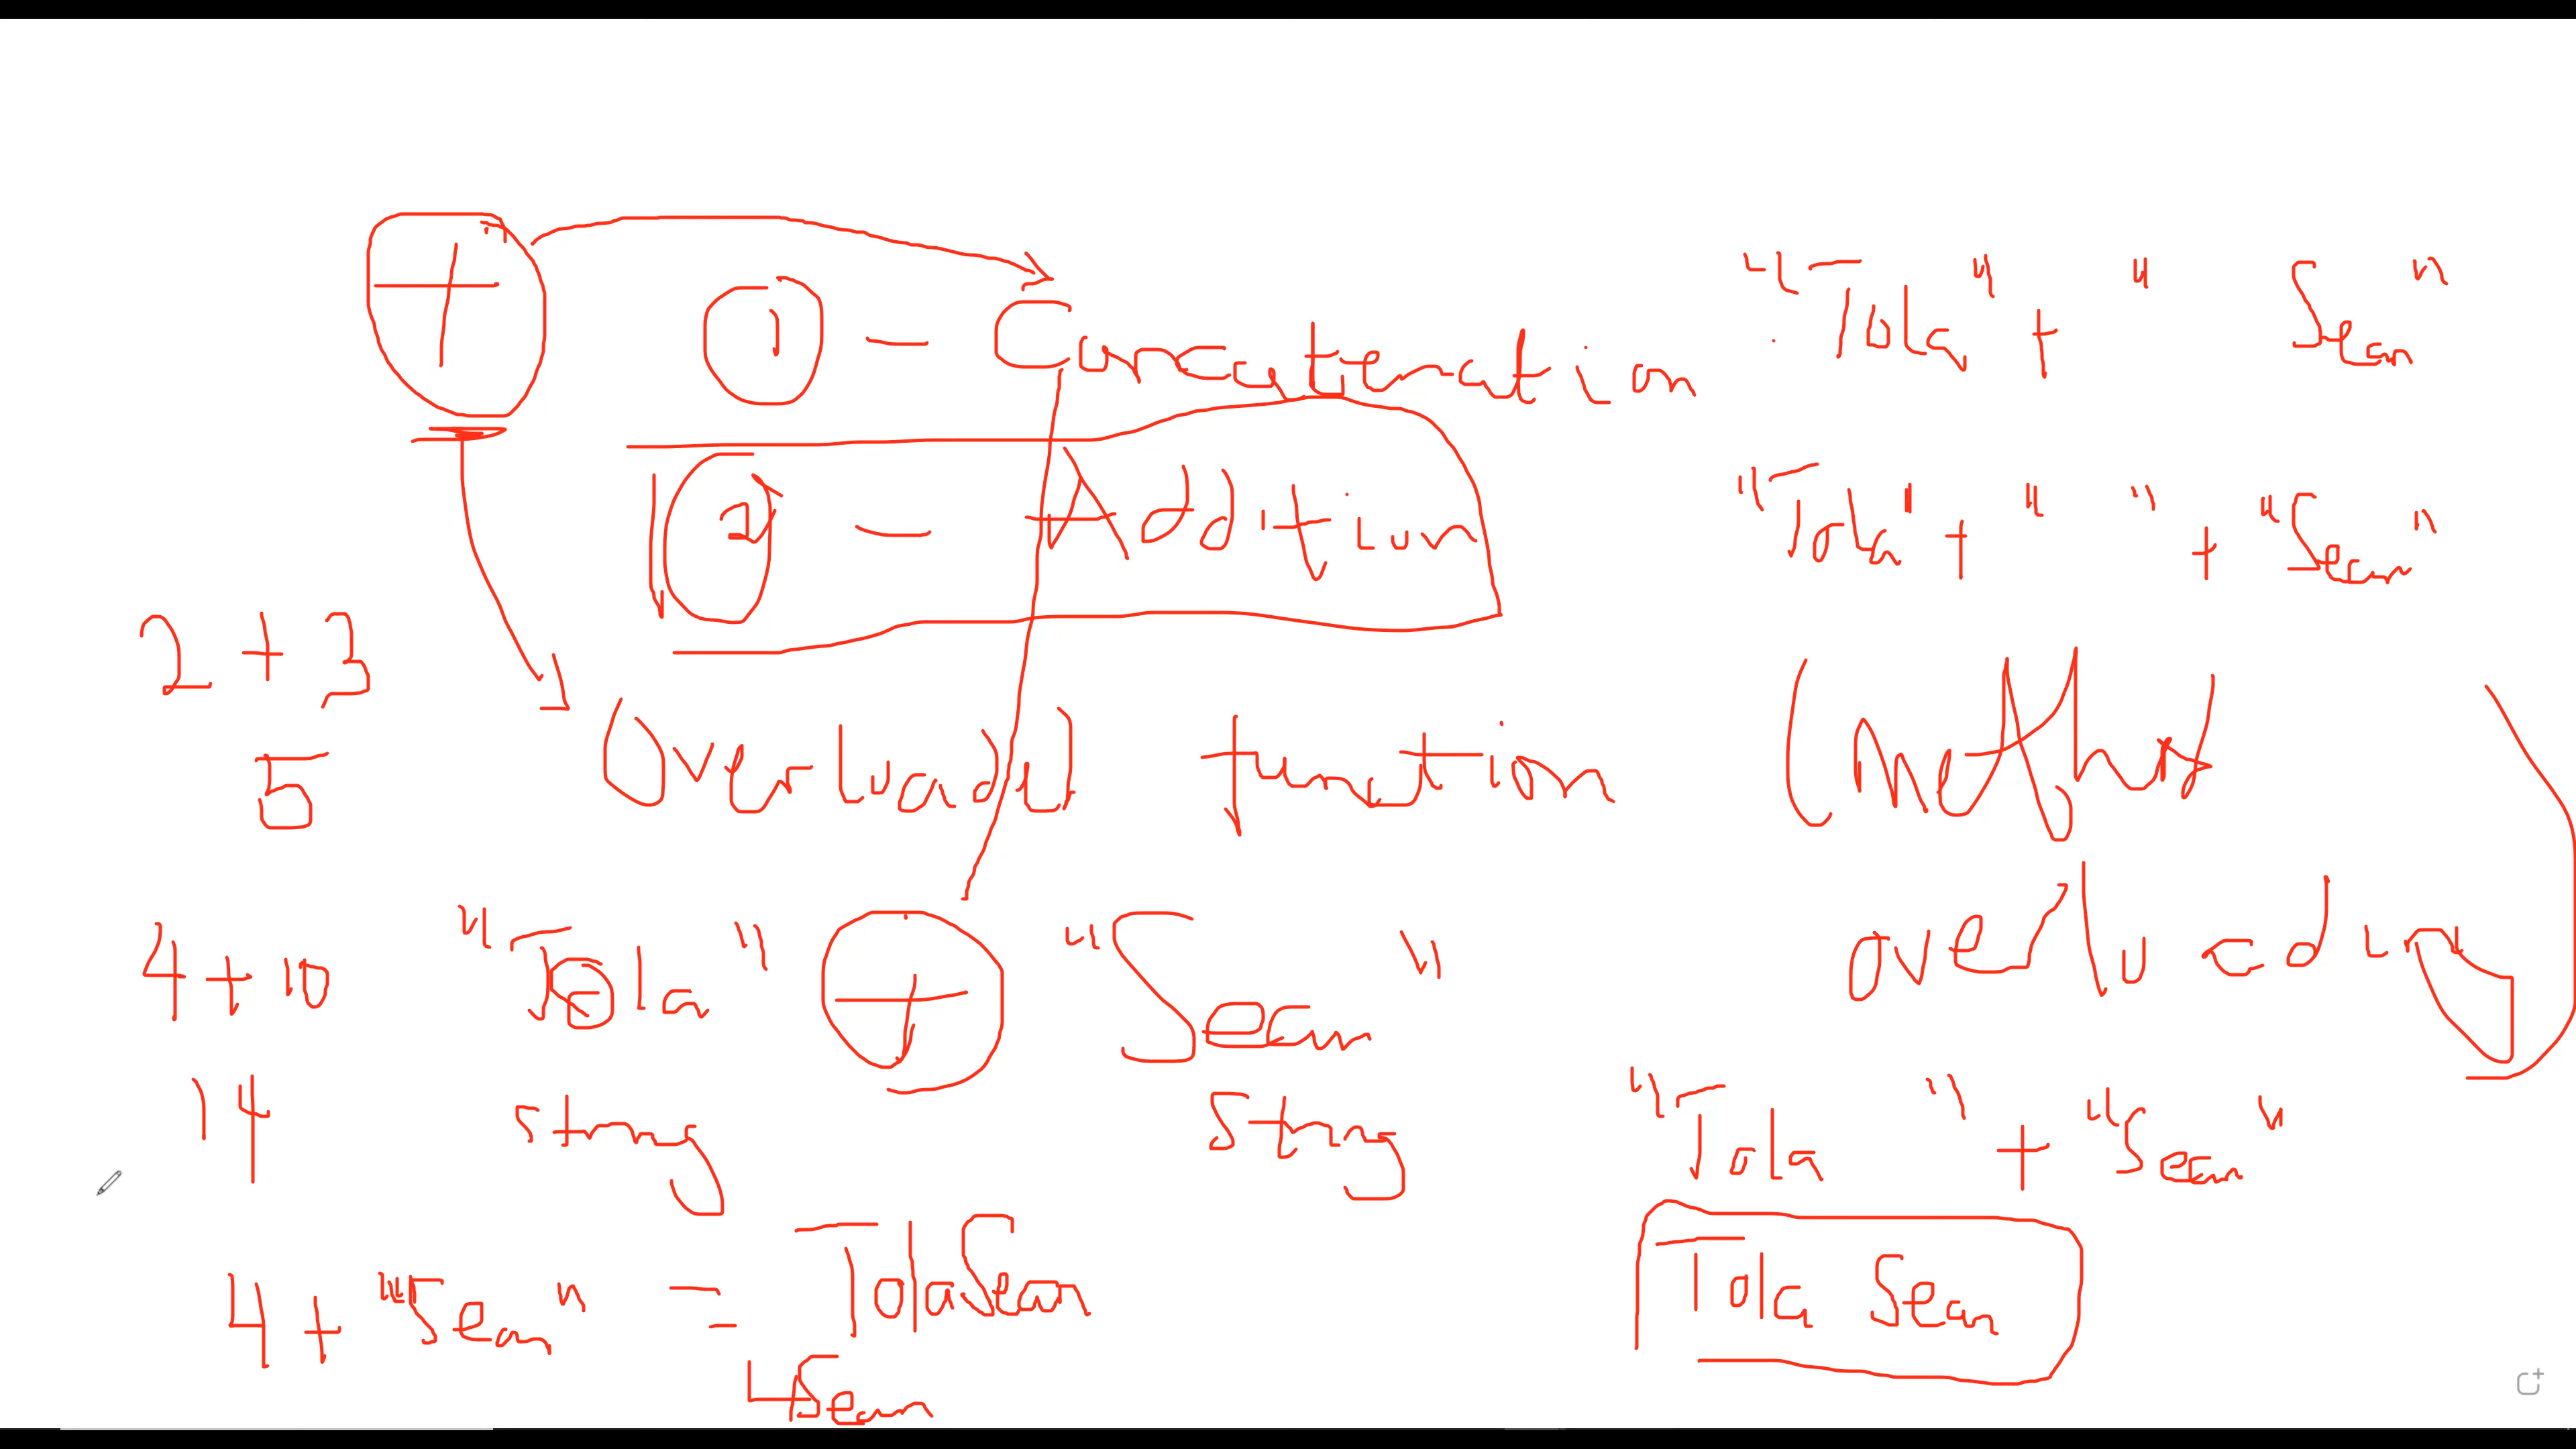 + 1 - Concatenation "Tola" + " Sean"
2 - Addition "Tola" + " " + "Sean"
2 + 3
5
Overload function (method
overloading
4 + 10 "Tola" + "Sean"
14 string string "Tola " + "Sean"
= TolaSean Tola Sean
4 + "Sean"
4Sean